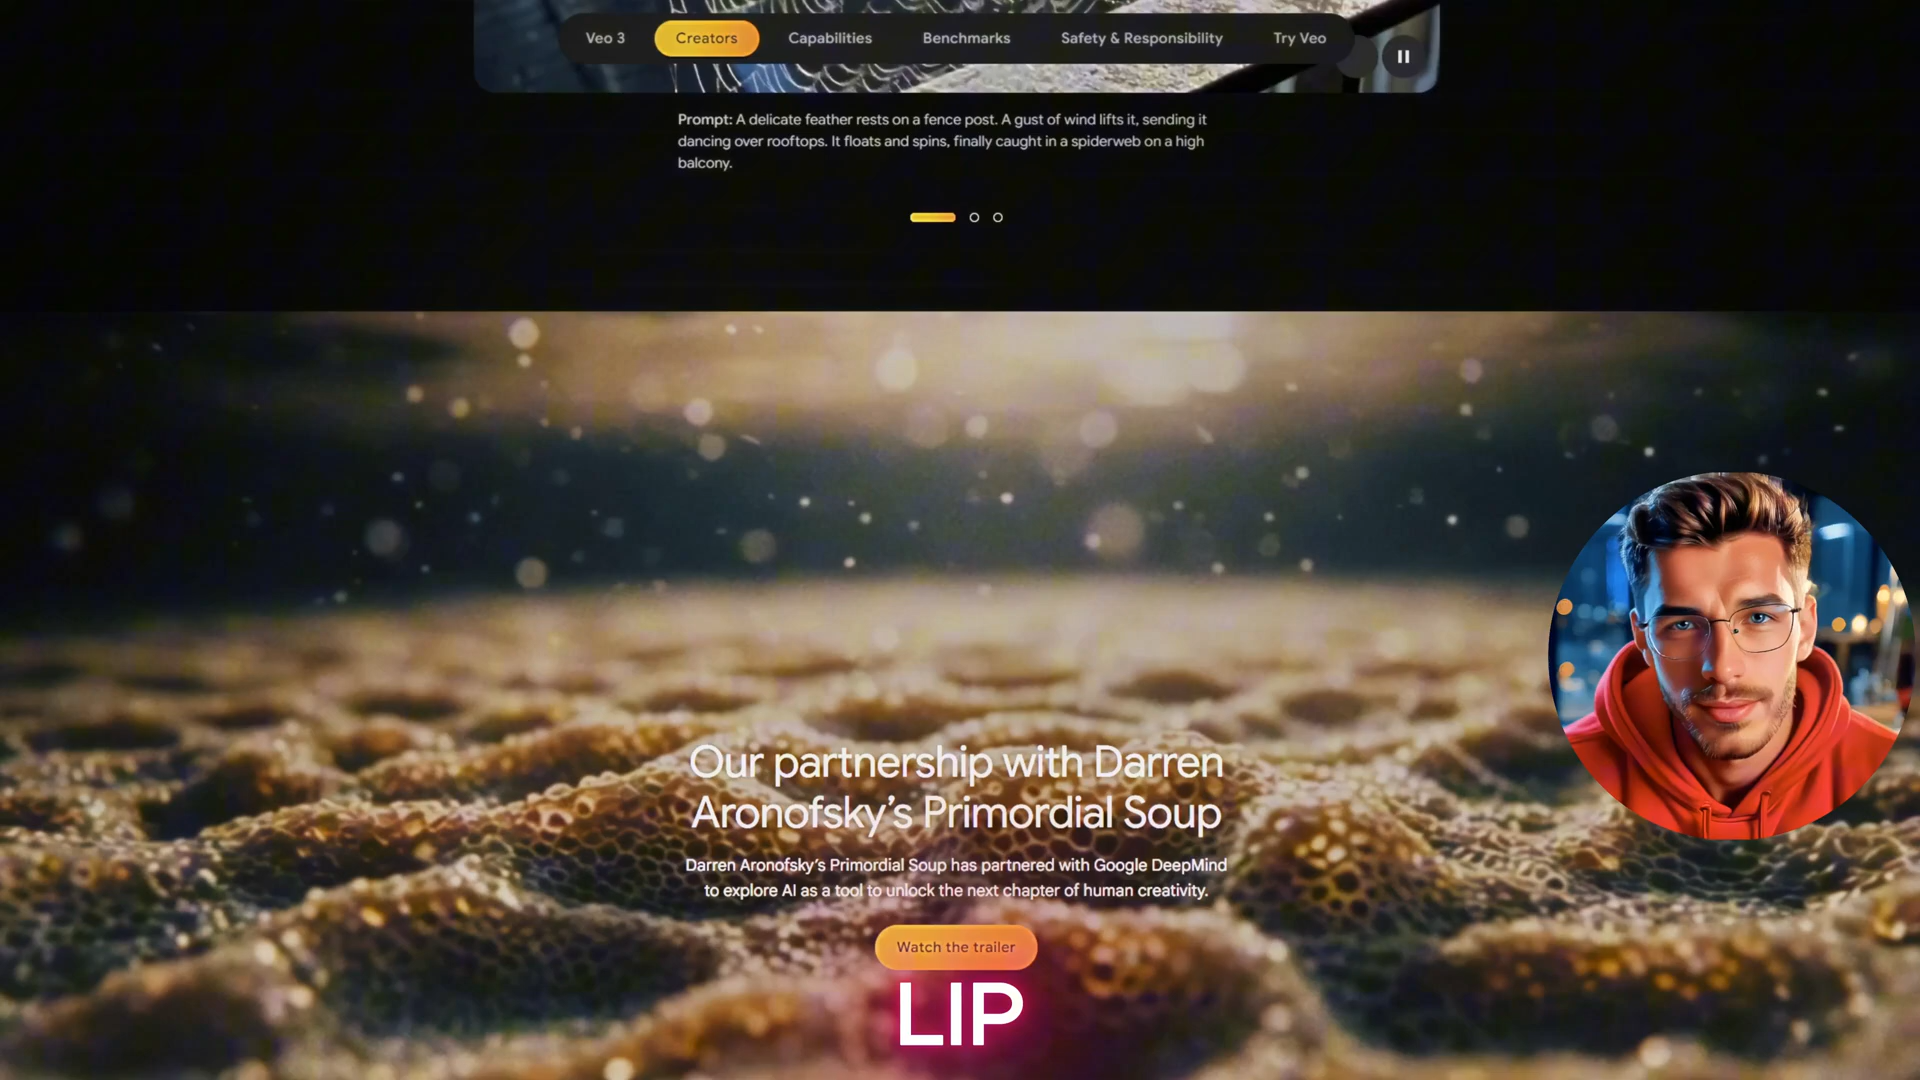 Veo 3 Creators Capabilities Benchmarks Safety & Responsibility Try Veo
Prompt: A delicate feather rests on a fence post. A gust of wind lifts it, sending it
dancing over rooftops. It floats and spins, finally caught in a spiderweb on a high
balcony.
Our partnership with Darren
Aronofsky’s Primordial Soup
Darren Aronofsky’s Primordial Soup has partnered with Google DeepMind
to explore AI as a tool to unlock the next chapter of human creativity.
Watch the trailer
LIP